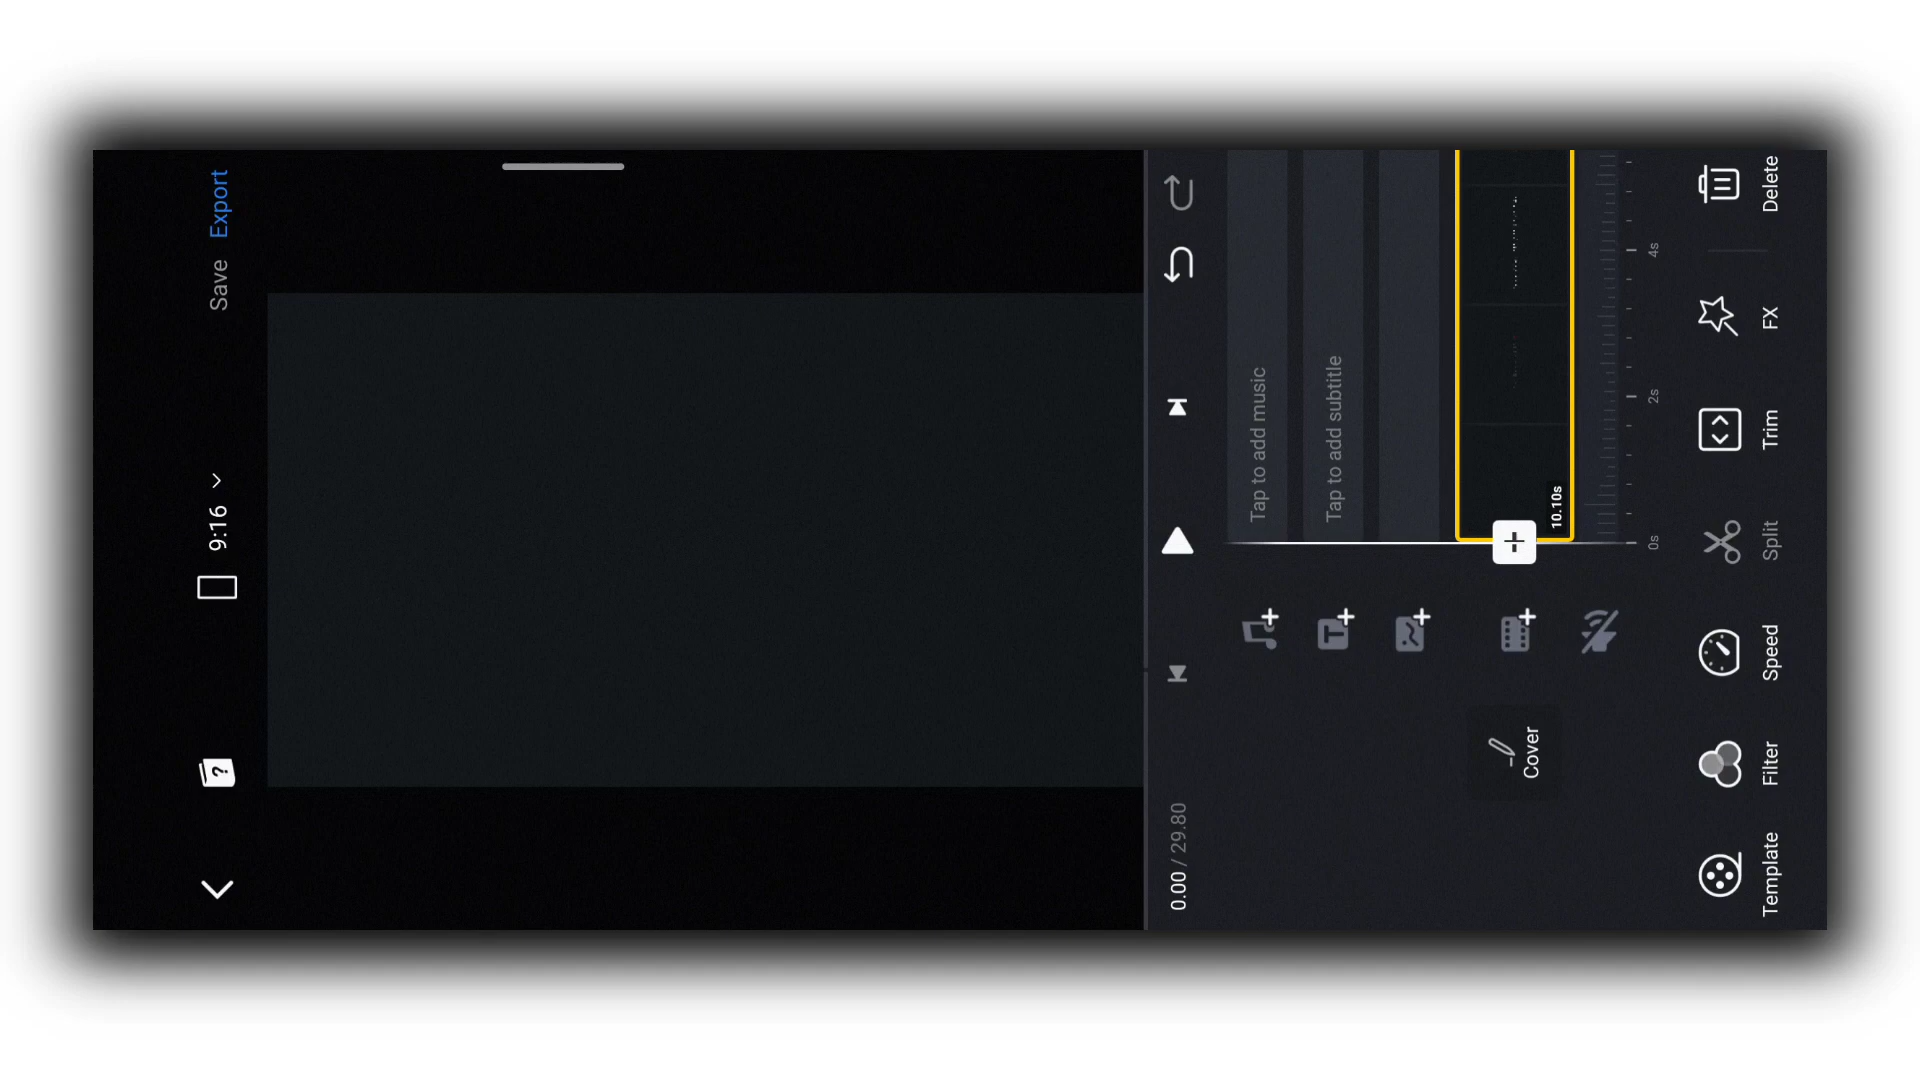 9:16
Save
Export
0.00 / 29.80
Tap to add music
Tap to add subtitle
Cover
10.10s
0s
2s
4s
Template
Filter
Speed
Split
Trim
FX
Delete